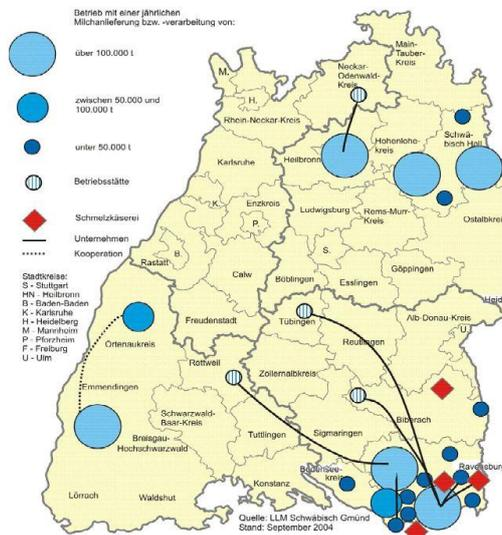 Betrieb mit einer jährlichen
Milchanlieferung bzw. -verarbeitung von:
über 100.000 t
zwischen 50.000 und
100.000 t
unter 50.000 t
Betriebsstätte
Schmelzkäserei
Unternehmen
Kooperation
Stadtkreise:
S - Stuttgart
HN - Heilbronn
B - Baden-Baden
K - Karlsruhe
H - Heidelberg
M - Mannheim
P - Pforzheim
F - Freiburg
U - Ulm
Main-
Tauber-
Kreis
Neckar-
Odenwald-
Kreis
M.
H.
Rhein-Neckar-Kreis
Heilbronn
Hohenlohe-
kreis
Schwä-
bisch Hall
Karlsruhe
K.
Enzkreis
P.
Ludwigsburg
Rems-Murr-
Kreis
Ostalbkreis
S.
B.
Rastatt
Calw
Böblingen
Esslingen
Göppingen
Heid
Freudenstadt
Tübingen
Reutlingen
Alb-Donau-Kreis
U.
Ortenaukreis
Rottweil
Zollernalbkreis
Emmendingen
Schwarzwald-
Baar-Kreis
Sigmaringen
Biberach
Breisgau-
Hochschwarzwald
Tuttlingen
Bodensee-
kreis
Ravensburg
Konstanz
Lörrach
Waldshut
Quelle: LLM Schwäbisch Gmünd
Stand: September 2004